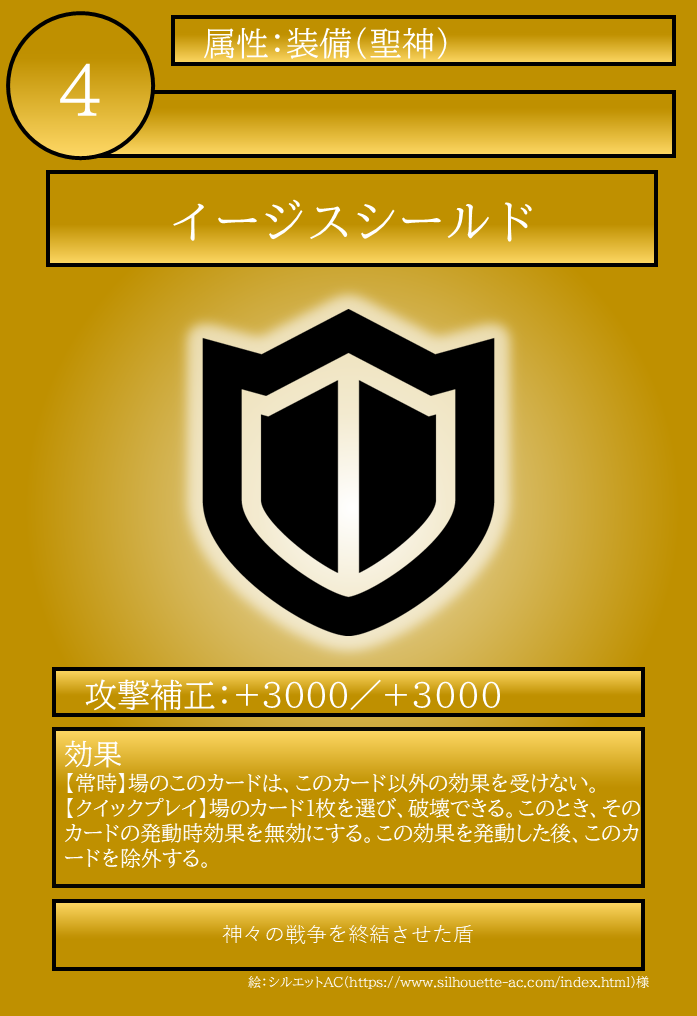 属性：装備（聖神）
4
イージスシールド
攻撃補正：＋3000／＋3000
効果
【常時】場のこのカードは、このカード以外の効果を受けない。
【クイックプレイ】場のカード1枚を選び、破壊できる。このとき、その
カードの発動時効果を無効にする。この効果を発動した後、このカ
ードを除外する。
神々の戦争を終結させた盾
絵：シルエットAC(https://www.silhouette-ac.com/index.html)様